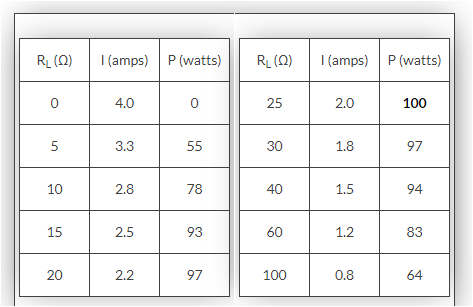 R_L (Ω) I (amps) P (watts) R_L (Ω) I (amps) P (watts)
0 4.0 0 25 2.0 100
5 3.3 55 30 1.8 97
10 2.8 78 40 1.5 94
15 2.5 93 60 1.2 83
20 2.2 97 100 0.8 64